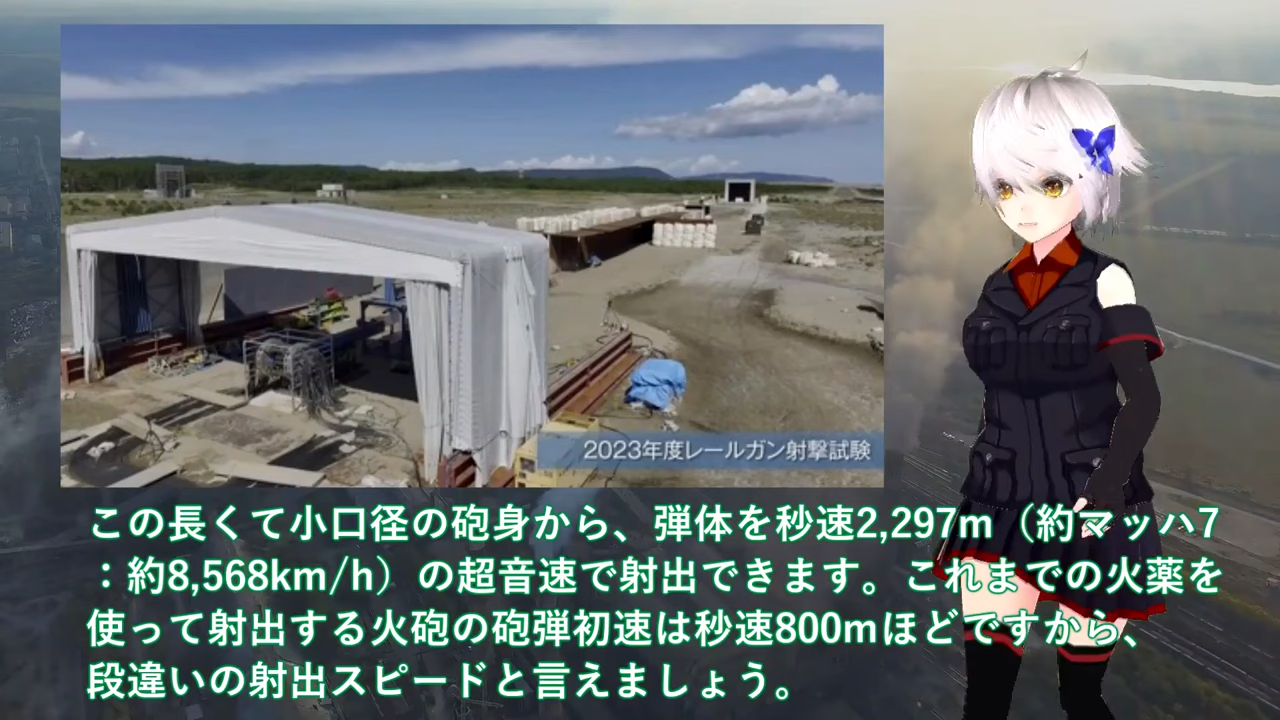 2023年度レールガン射撃試験
この長くて小口径の砲身から、弾体を秒速2,297m（約マッハ7
：約8,568km/h）の超音速で射出できます。これまでの火薬を
使って射出する火砲の砲弾初速は秒速800mほどですから、
段違いの射出スピードと言えましょう。